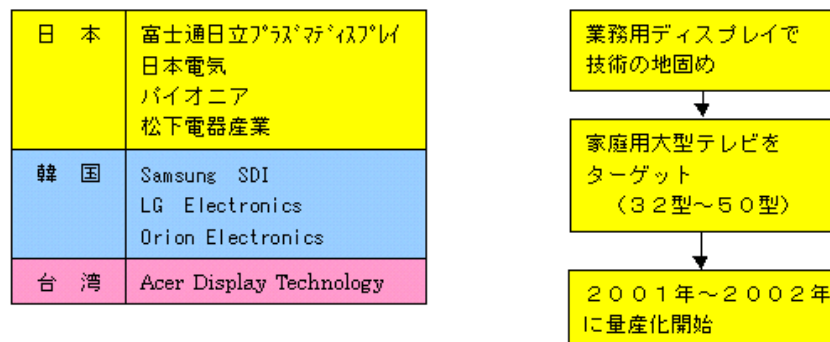 日 本
富士通日立ﾌﾟﾗｽﾞﾏﾃﾞｨｽﾌﾟﾚｲ
日本電気
パイオニア
松下電器産業
韓 国
Samsung SDI
LG Electronics
Orion Electronics
台 湾
Acer Display Technology
業務用ディスプレイで
技術の地固め
家庭用大型テレビを
ターゲット
(32型～50型)
2001年～2002年
に量産化開始